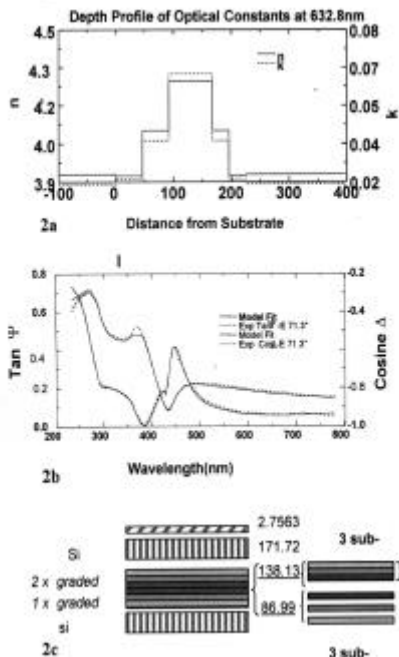 Depth Profile of Optical Constants at 632.8nm
4.5
4.3
4.2
4.0
3.9
n
0.08
0.07
0.06
0.04
0.03
0.02
k
n
k
-100
0
100
200
300
400
2a
Distance from Substrate
0.8
0.6
0.4
0.2
0.0
Tan Ψ
-0.2
-0.4
-0.6
-0.8
-1.0
Cosine Δ
Model Fit
Model Fit
200
300
400
500
600
700
800
2b
Wavelength(nm)
2.7563
171.72
138.13
86.99
3 sub-
Si
2 x graded
1 x graded
si
2c
3 sub-